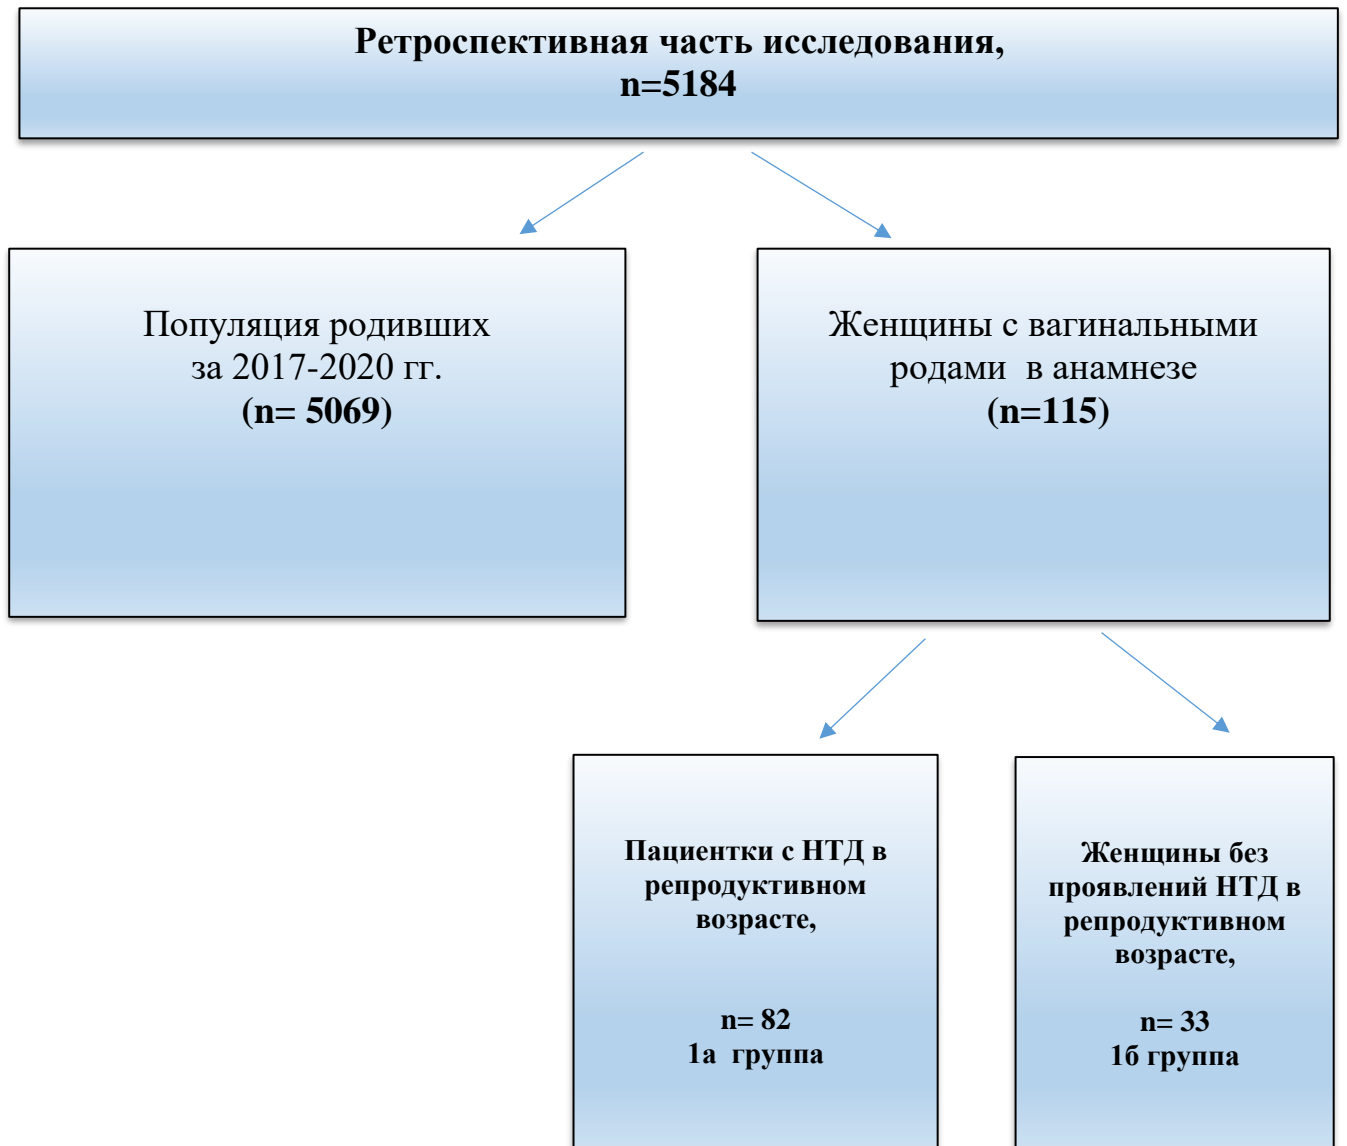 Ретроспективная часть исследования,
n=5184
Популяция родивших
за 2017-2020 гг.
(n= 5069)
Женщины с вагинальными
родами в анамнезе
(n=115)
Пациентки с НТД в
репродуктивном
возрасте,
n= 82
1а группа
Женщины без
проявлений НТД в
репродуктивном
возрасте,
n= 33
1б группа